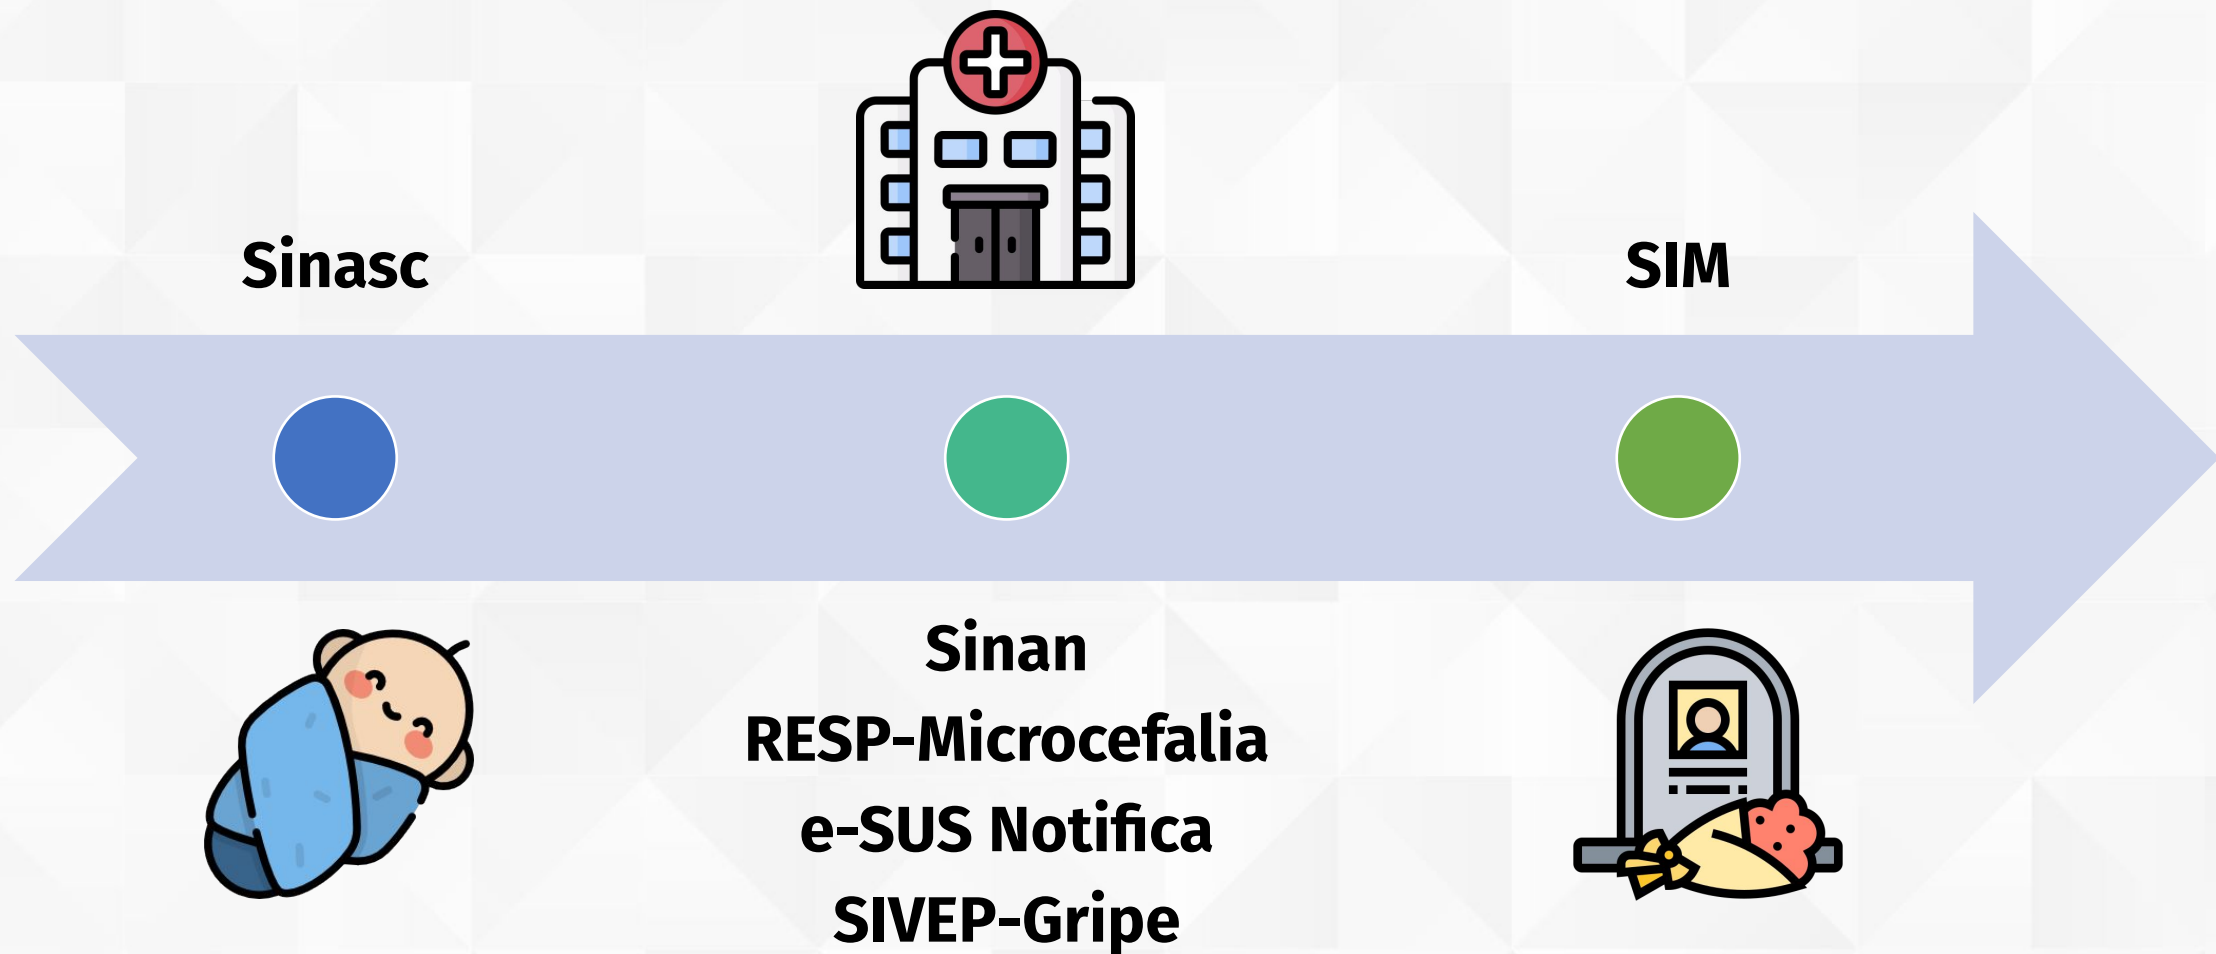 Sinasc
SIM
Sinan
RESP-Microcefalia
e-SUS Notifica
SIVEP-Gripe